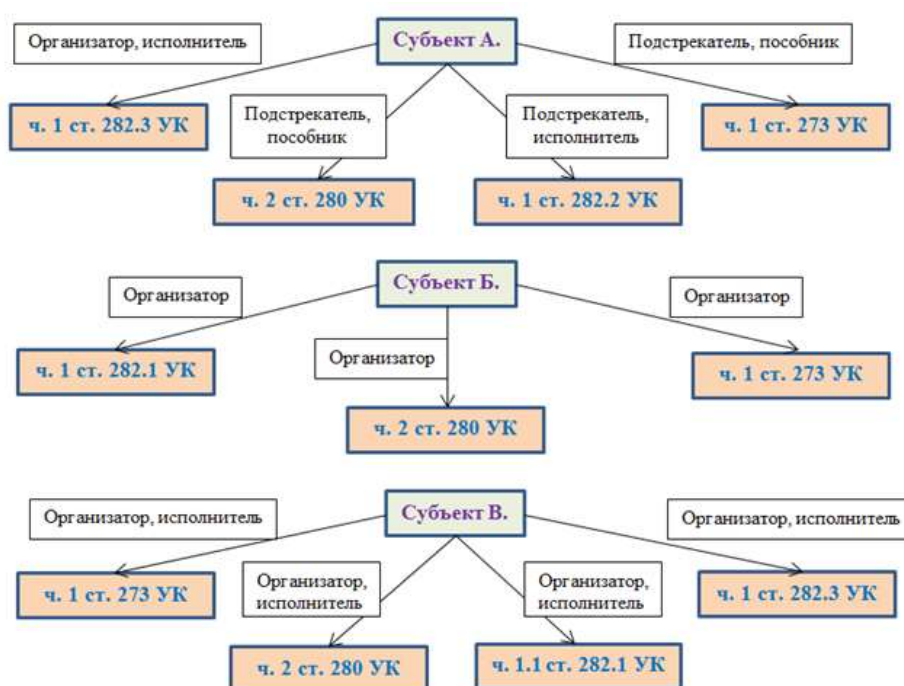 Субъект А.
Организатор, исполнитель
Подстрекатель, пособник
ч. 1 ст. 282.3 УК
Подстрекатель,
пособник
Подстрекатель,
исполнитель
ч. 1 ст. 273 УК
ч. 2 ст. 280 УК
ч. 1 ст. 282.2 УК
Субъект Б.
Организатор
Организатор
ч. 1 ст. 282.1 УК
Организатор
ч. 1 ст. 273 УК
ч. 2 ст. 280 УК
Субъект В.
Организатор, исполнитель
Организатор, исполнитель
ч. 1 ст. 273 УК
Организатор,
исполнитель
Организатор,
исполнитель
ч. 1 ст. 282.3 УК
ч. 2 ст. 280 УК
ч. 1.1 ст. 282.1 УК